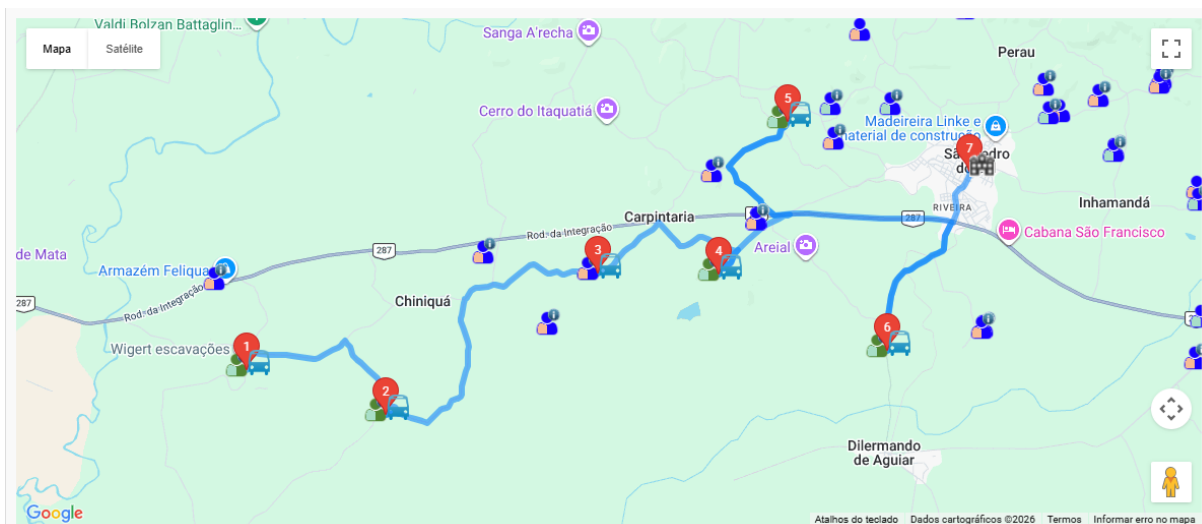 Valdi Bolzan Battaglin...
Mapa
Satélite
Sanga A'recha
Perau
Cerro do Itaquatiá
5
Madeireira Linke e
material de construção
7
São Pedro
do
RIVEIRA
287
Inhamandá
Cabana São Francisco
Carpintaria
Rod. da Integração
Areial
4
3
287
de Mata
Armazém Feliqua
Chiniquá
287
Rod. da Integração
Wigert escavações
1
2
6
Dilermando
de Aguiar
Google
Atalhos do teclado
Dados cartográficos ©2026
Termos
Informar erro no mapa